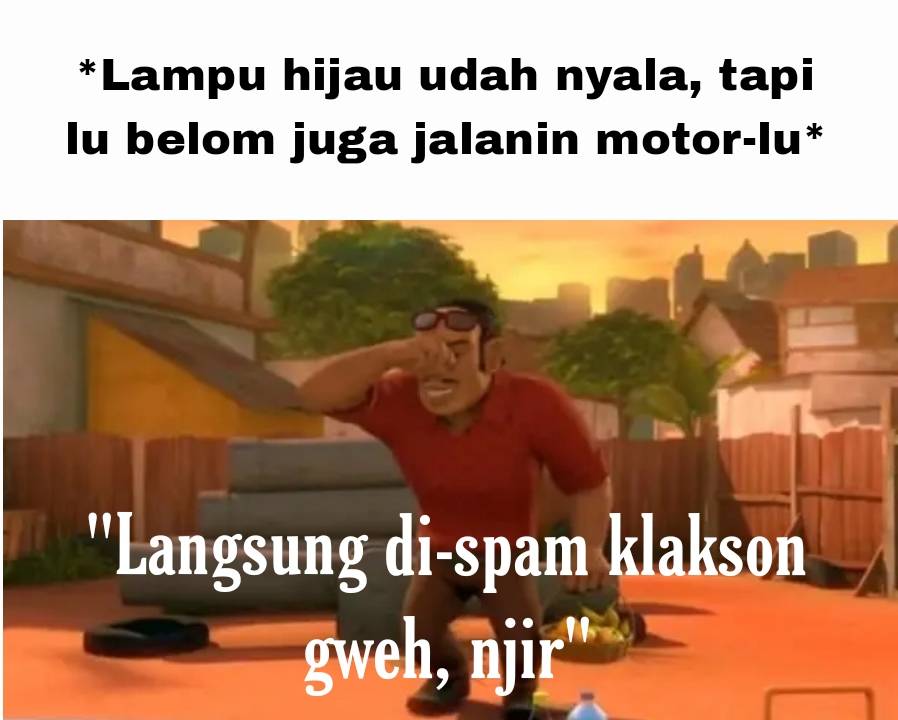 *Lampu hijau udah nyala, tapi
lu belom juga jalanin motor-lu*
"Langsung di-spam klakson
gweh, njir"